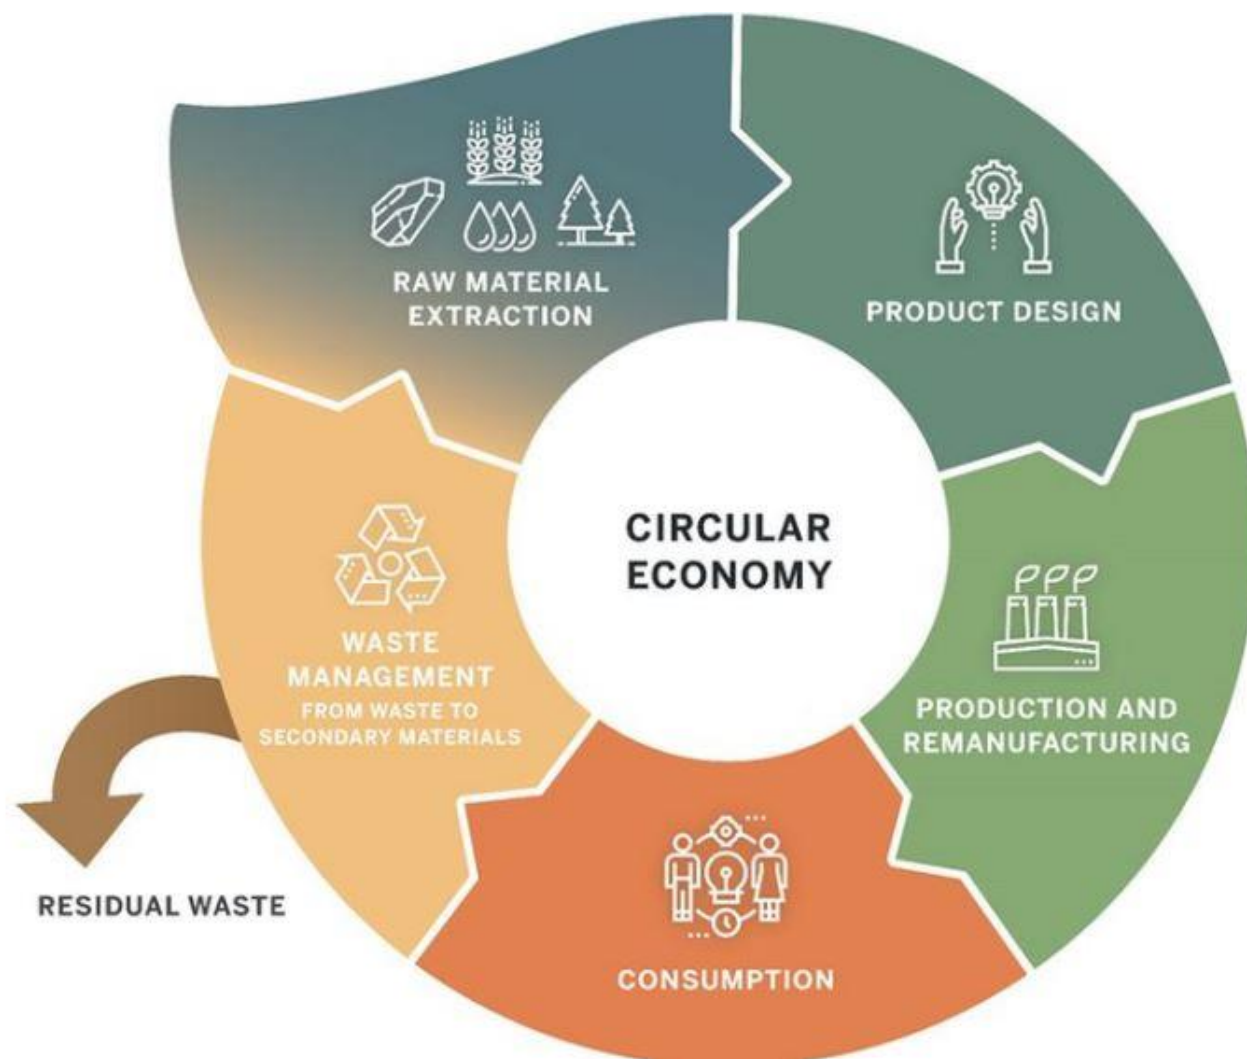 RAW MATERIAL
EXTRACTION
PRODUCT DESIGN
CIRCULAR
ECONOMY
PRODUCTION AND
REMANUFACTURING
CONSUMPTION
WASTE
MANAGEMENT
FROM WASTE TO
SECONDARY MATERIALS
RESIDUAL WASTE